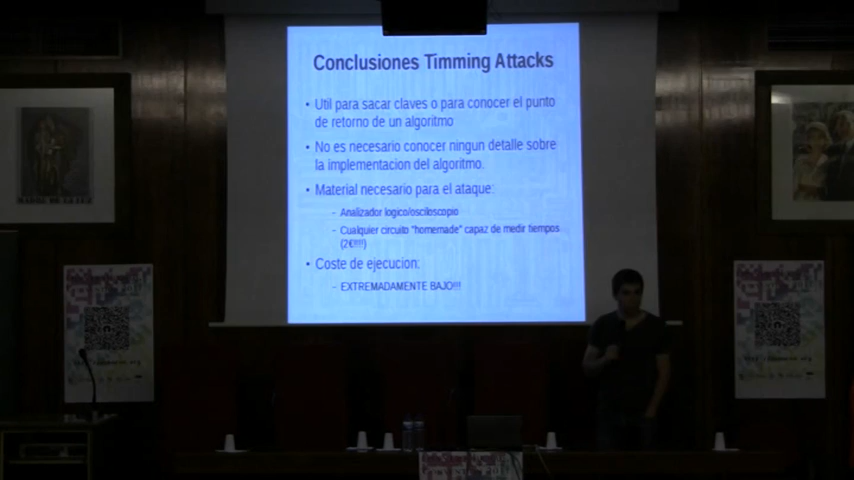 Conclusiones Timming Attacks
• Util para sacar claves o para conocer el punto
de retorno de un algoritmo
• No es necesario conocer ningun detalle sobre
la implementacion del algoritmo.
• Material necesario para el ataque:
- Analizador logico/osciloscopio
- Cualquier circuito "homemade" capaz de medir tiempos
(2€!!!!)
• Coste de ejecucion:
- EXTREMADAMENTE BAJO!!!